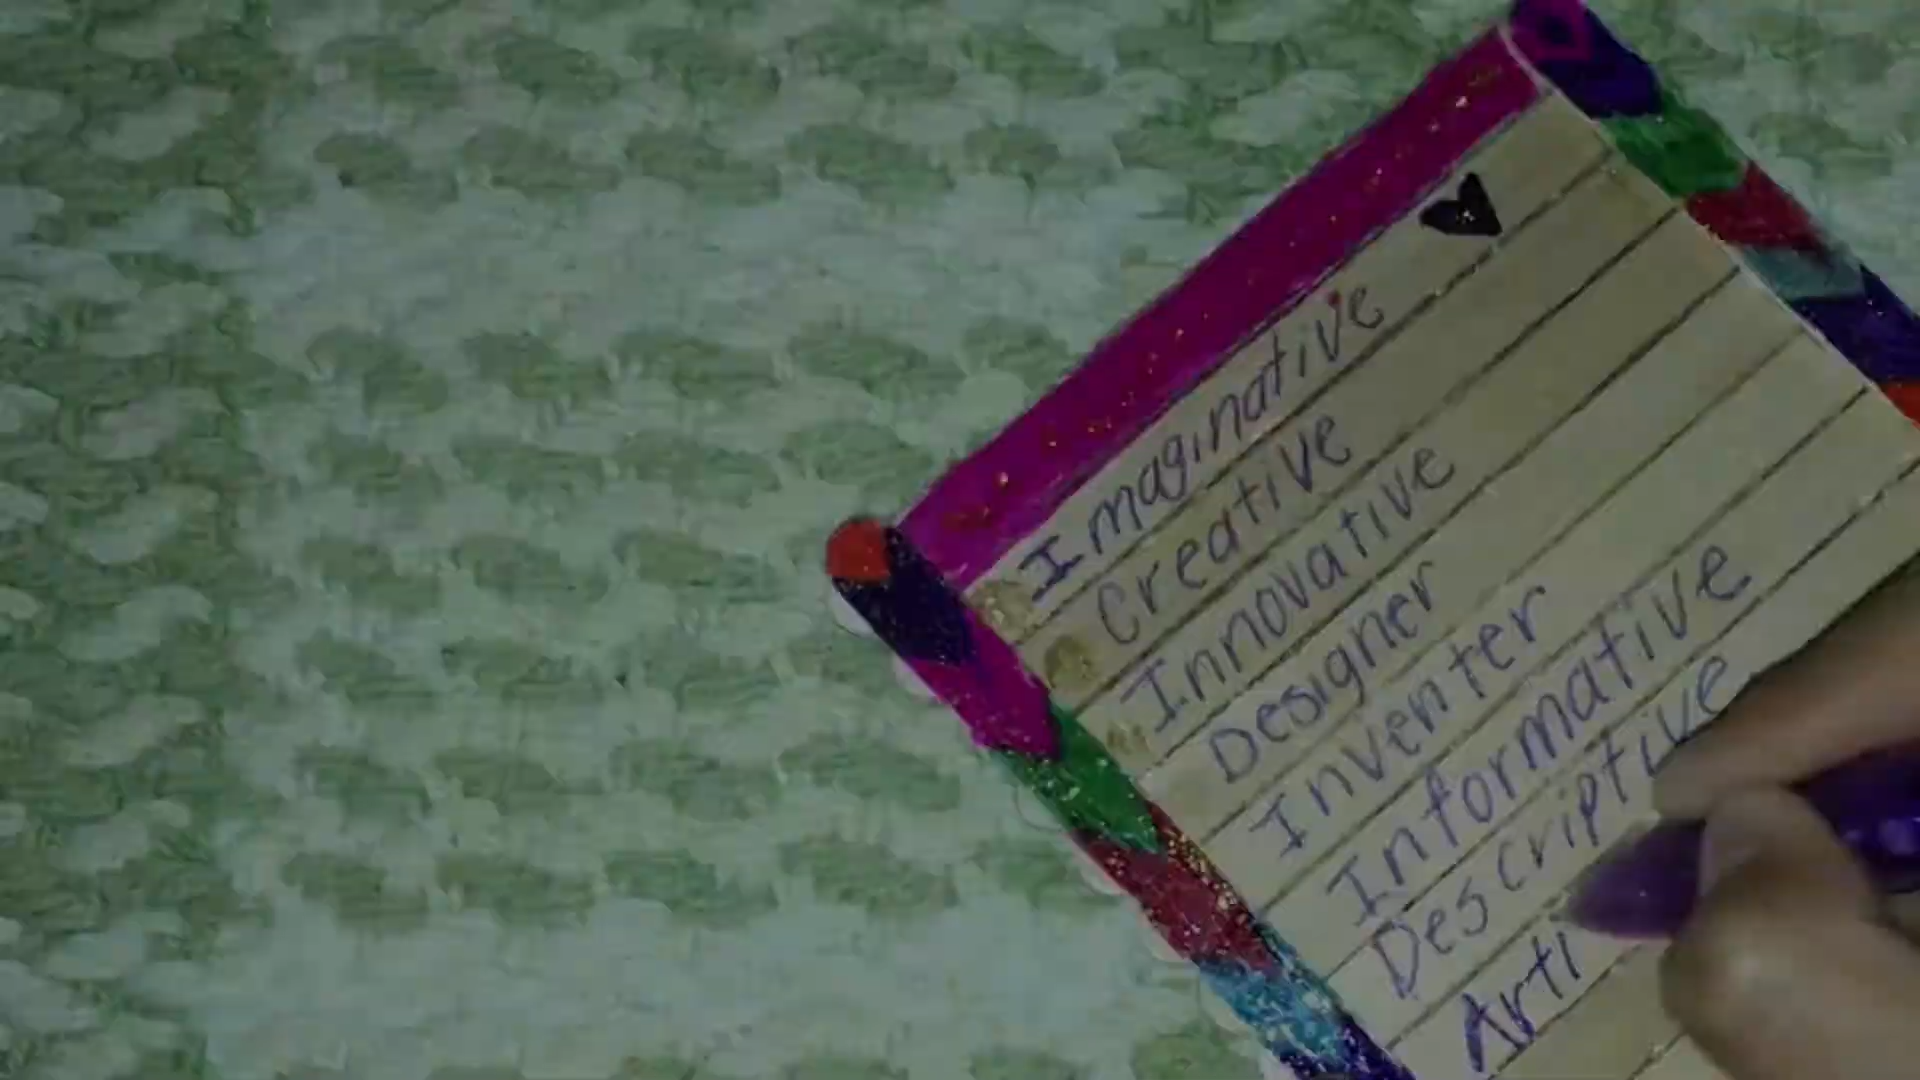 Imaginative
Creative
Innovative
Designer
Inventer
Informative
Descriptive
Arti